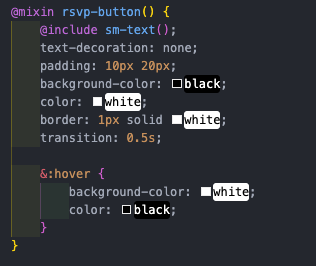 @mixin rsvp-button() {
    @include sm-text();
    text-decoration: none;
    padding: 10px 20px;
    background-color: black;
    color: white;
    border: 1px solid white;
    transition: 0.5s;

    &:hover {
        background-color: white;
        color: black;
    }
}